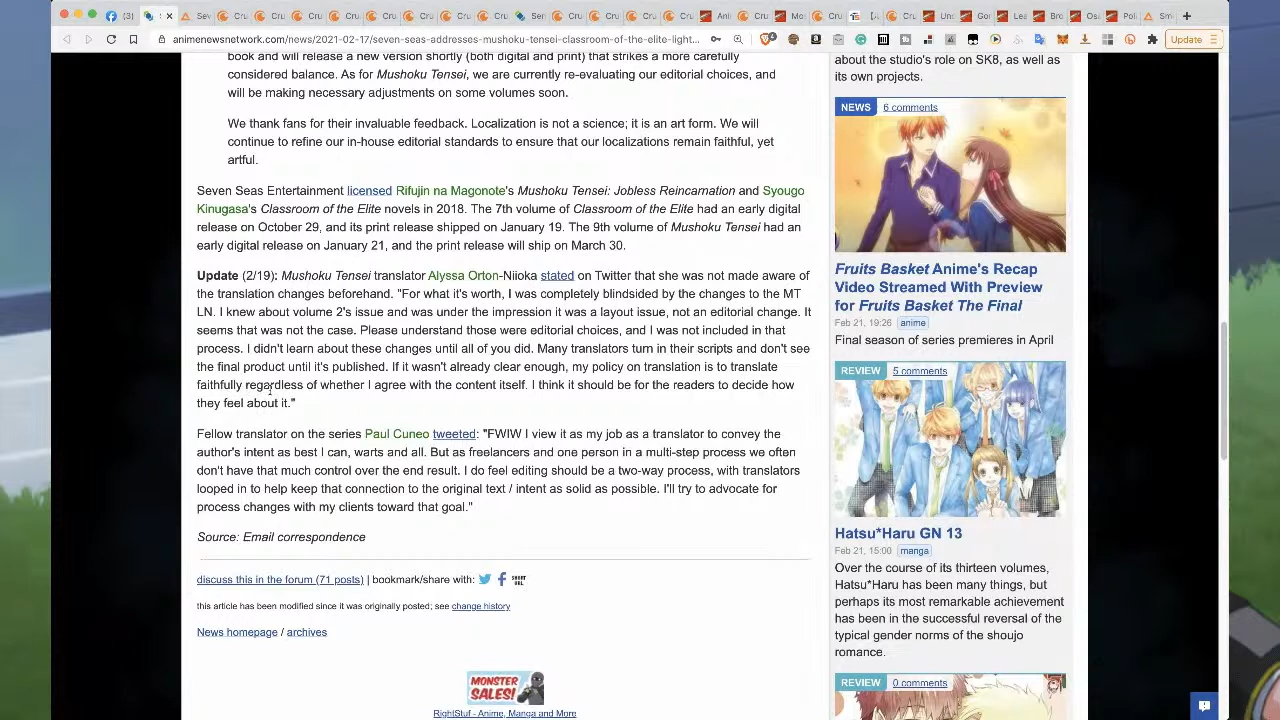 (3)
Sev
Cru
Cru
Cru
Cru
Cru
Ser
Cru
Cru
Cru
Cru
Ani
Cru
Mos
Cru
Cru
Und
Gor
Lea
Bro
Osa
Poli
Sm
animenewsnetwork.com/news/2021-02-17/seven-seas-addresses-mushoku-tensei-classroom-of-the-elite-light...
Update
book and will release a new version shortly (both digital and print) that strikes a more carefully
considered balance. As for Mushoku Tensei, we are currently re-evaluating our editorial choices, and
will be making necessary adjustments on some volumes soon.
We thank fans for their invaluable feedback. Localization is not a science; it is an art form. We will
continue to refine our in-house editorial standards to ensure that our localizations remain faithful, yet
artful.
Seven Seas Entertainment licensed Rifujin na Magonote's Mushoku Tensei: Jobless Reincarnation and Syougo
Kinugasa's Classroom of the Elite novels in 2018. The 7th volume of Classroom of the Elite had an early digital
release on October 29, and its print release shipped on January 19. The 9th volume of Mushoku Tensei had an
early digital release on January 21, and the print release will ship on March 30.
Update (2/19): Mushoku Tensei translator Alyssa Orton-Niioka stated on Twitter that she was not made aware of
the translation changes beforehand. "For what it's worth, I was completely blindsided by the changes to the MT
LN. I knew about volume 2's issue and was under the impression it was a layout issue, not an editorial change. It
seems that was not the case. Please understand those were editorial choices, and I was not included in that
process. I didn't learn about these changes until all of you did. Many translators turn in their scripts and don't see
the final product until it's published. If it wasn't already clear enough, my policy on translation is to translate
faithfully regardless of whether I agree with the content itself. I think it should be for the readers to decide how
they feel about it."
Fellow translator on the series Paul Cuneo tweeted: "FWIW I view it as my job as a translator to convey the
author's intent as best I can, warts and all. But as freelancers and one person in a multi-step process we often
don't have that much control over the end result. I do feel editing should be a two-way process, with translators
looped in to help keep that connection to the original text / intent as solid as possible. I'll try to advocate for
process changes with my clients toward that goal."
Source: Email correspondence
discuss this in the forum (71 posts) | bookmark/share with: SHORT URL
this article has been modified since it was originally posted; see change history
News homepage / archives
MONSTER
SALES!
RightStuf - Anime, Manga and More
about the studio's role on SK8, as well as
its own projects.
NEWS 6 comments
Fruits Basket Anime's Recap
Video Streamed With Preview
for Fruits Basket The Final
Feb 21, 19:26 anime
Final season of series premieres in April
REVIEW 5 comments
Hatsu*Haru GN 13
Feb 21, 15:00 manga
Over the course of its thirteen volumes,
Hatsu*Haru has been many things, but
perhaps its most remarkable achievement
has been in the successful reversal of the
typical gender norms of the shoujo
romance.
REVIEW 0 comments